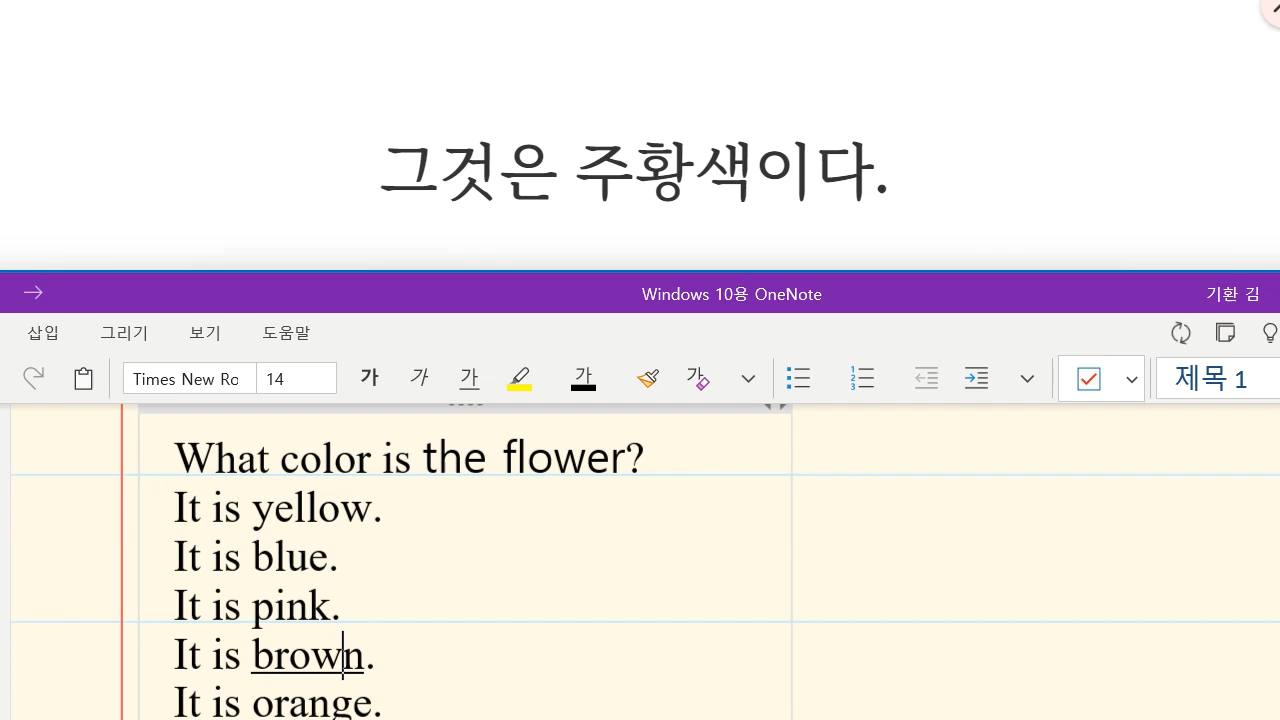 그것은 주황색이다.
Windows 10용 OneNote
기환 김
삽입 그리기 보기 도움말
Times New Ro 14 가 가 가 가 가 제목 1
What color is the flower?
It is yellow.
It is blue.
It is pink.
It is brown.
It is orange.